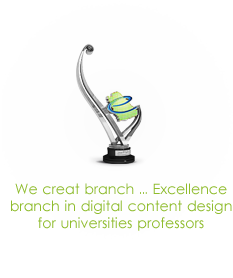 We creat branch ... Excellence
branch in digital content design
for universities professors